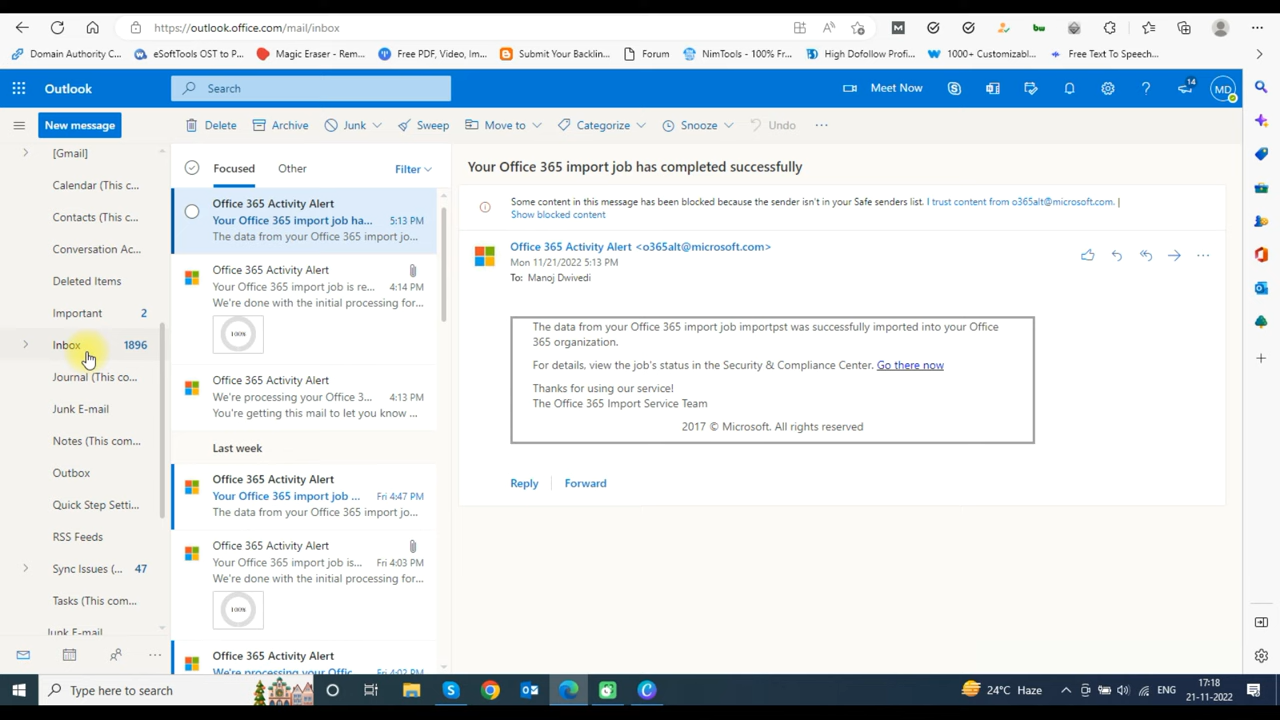 https://outlook.office.com/mail/inbox
Domain Authority C...
eSoftTools OST to P...
Magic Eraser - Rem...
Free PDF, Video, Im...
Submit Your Backlin...
Forum
NimTools - 100% Fr...
High Dofollow Profi...
1000+ Customizabl...
Free Text To Speech...
Outlook
Search
Meet Now
14
MD
New message
Delete
Archive
Junk
Sweep
Move to
Categorize
Snooze
Undo
[Gmail]
Calendar (This c...
Contacts (This c...
Conversation Ac...
Deleted Items
Important 2
Inbox 1896
Journal (This co...
Junk E-mail
Notes (This com...
Outbox
Quick Step Setti...
RSS Feeds
Sync Issues (... 47
Tasks (This com...
Junk E-mail
Focused
Other
Filter
Office 365 Activity Alert
Your Office 365 import job ha... 5:13 PM
The data from your Office 365 import jo...
Office 365 Activity Alert
Your Office 365 import job is re... 4:14 PM
We're done with the initial processing for...
100%
Office 365 Activity Alert
We're processing your Office 3... 4:13 PM
You're getting this mail to let you know ...
Last week
Office 365 Activity Alert
Your Office 365 import job ... Fri 4:47 PM
The data from your Office 365 import jo...
Office 365 Activity Alert
Your Office 365 import job is... Fri 4:03 PM
We're done with the initial processing for...
100%
Office 365 Activity Alert
We're processing your Offic... Fri 4:02 PM
Your Office 365 import job has completed successfully
Some content in this message has been blocked because the sender isn't in your Safe senders list. I trust content from o365alt@microsoft.com. |
Show blocked content
Office 365 Activity Alert <o365alt@microsoft.com>
Mon 11/21/2022 5:13 PM
To: Manoj Dwivedi
The data from your Office 365 import job importpst was successfully imported into your Office
365 organization.
For details, view the job's status in the Security & Compliance Center. Go there now
Thanks for using our service!
The Office 365 Import Service Team
2017 © Microsoft. All rights reserved
Reply
Forward
Type here to search
24°C Haze
ENG
17:18
21-11-2022